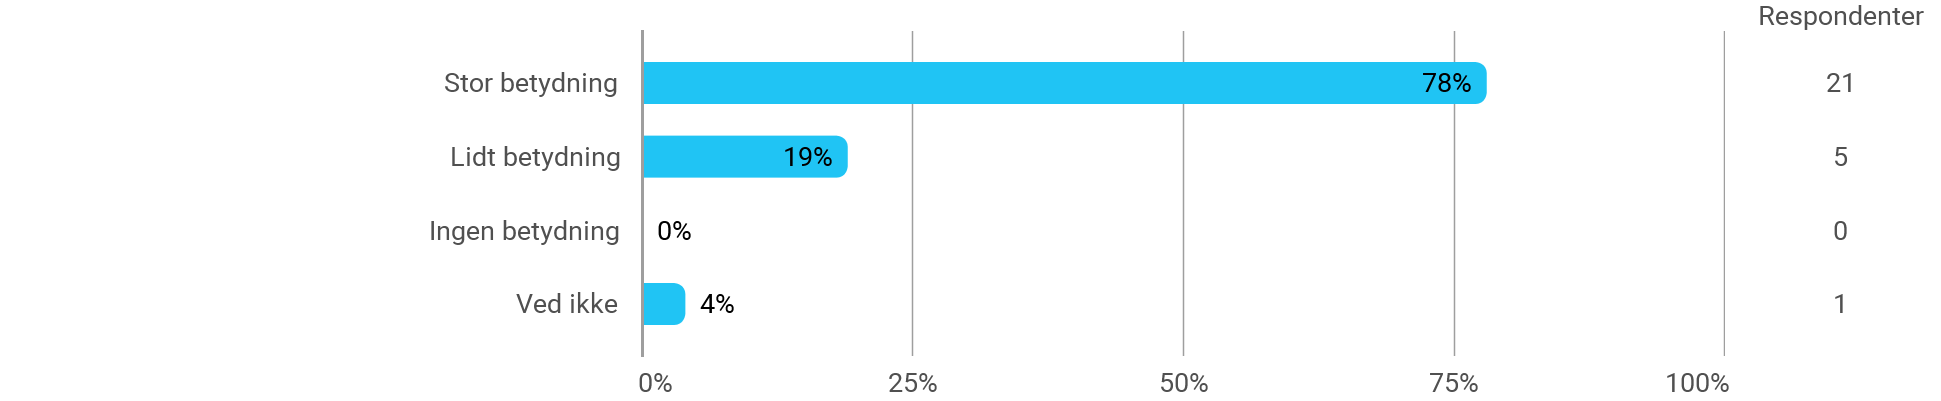 Respondenter
Stor betydning 78% 21
Lidt betydning 19% 5
Ingen betydning 0% 0
Ved ikke 4% 1
0% 25% 50% 75% 100%